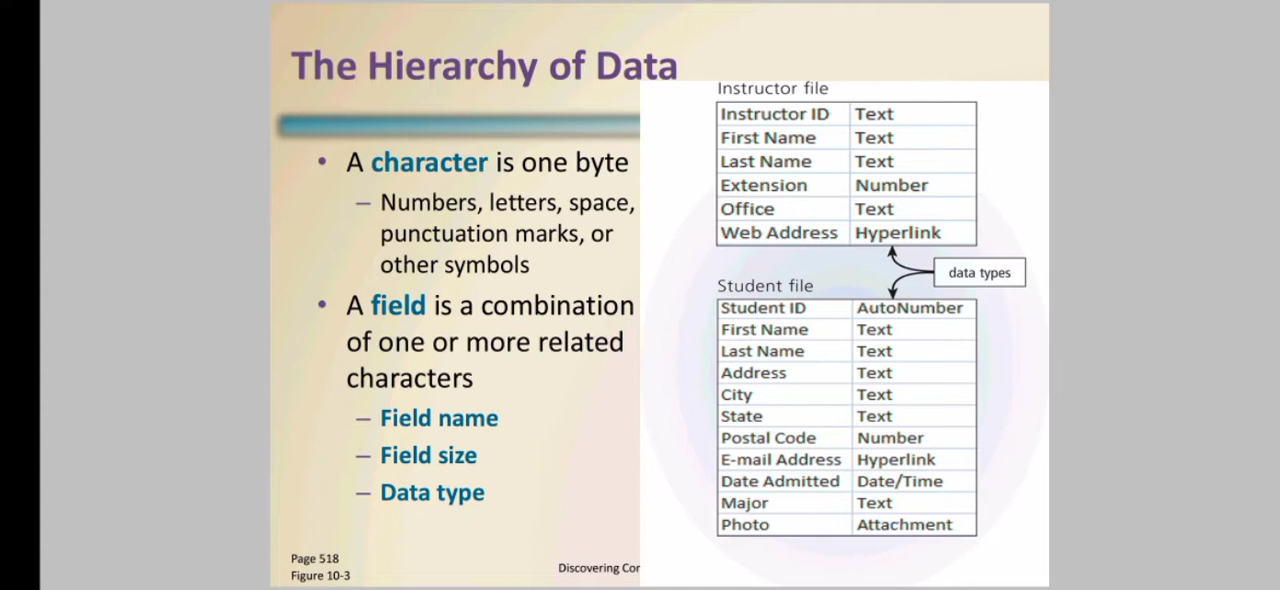 The Hierarchy of Data
• A character is one byte
– Numbers, letters, space,
punctuation marks, or
other symbols
• A field is a combination
of one or more related
characters
– Field name
– Field size
– Data type
Page 518
Figure 10-3
Discovering
Instructor file
Instructor ID Text
First Name Text
Last Name Text
Extension Number
Office Text
Web Address Hyperlink
data types
Student file
Student ID AutoNumber
First Name Text
Last Name Text
Address Text
City Text
State Text
Postal Code Number
E-mail Address Hyperlink
Date Admitted Date/Time
Major Text
Photo Attachment